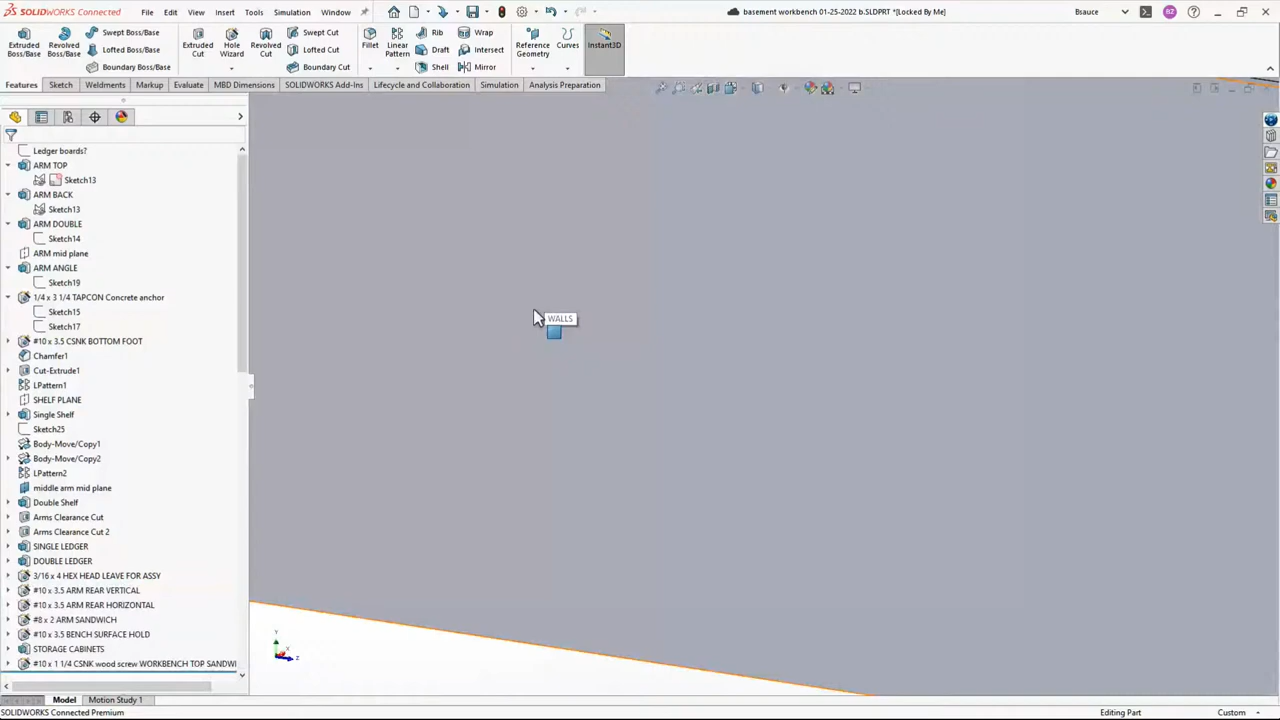 SOLIDWORKS Connected
File Edit View Insert Tools Simulation Window
basement workbench 01-25-2022 b.SLDPRT *[Locked By Me]
Bsauce
BZ
Extruded Boss/Base
Revolved Boss/Base
Swept Boss/Base
Lofted Boss/Base
Boundary Boss/Base
Extruded Cut
Hole Wizard
Revolved Cut
Swept Cut
Lofted Cut
Boundary Cut
Fillet
Linear Pattern
Rib
Draft
Shell
Wrap
Intersect
Mirror
Reference Geometry
Curves
Instant3D
Features Sketch Weldments Markup Evaluate MBD Dimensions SOLIDWORKS Add-Ins Lifecycle and Collaboration Simulation Analysis Preparation
Ledger boards?
ARM TOP
Sketch13
ARM BACK
Sketch13
ARM DOUBLE
Sketch14
ARM mid plane
ARM ANGLE
Sketch19
1/4 x 3 1/4 TAPCON Concrete anchor
Sketch15
Sketch17
#10 x 3.5 CSNK BOTTOM FOOT
Chamfer1
Cut-Extrude1
LPattern1
SHELF PLANE
Single Shelf
Sketch25
Body-Move/Copy1
Body-Move/Copy2
LPattern2
middle arm mid plane
Double Shelf
Arms Clearance Cut
Arms Clearance Cut 2
SINGLE LEDGER
DOUBLE LEDGER
3/16 x 4 HEX HEAD LEAVE FOR ASSY
#10 x 3.5 ARM REAR VERTICAL
#10 x 3.5 ARM REAR HORIZONTAL
#8 x 2 ARM SANDWICH
#10 x 3.5 BENCH SURFACE HOLD
STORAGE CABINETS
#10 x 1 1/4 CSNK wood screw WORKBENCH TOP SANDWI
WALLS
Y
X
Z
Model Motion Study 1
SOLIDWORKS Connected Premium
Editing Part
Custom